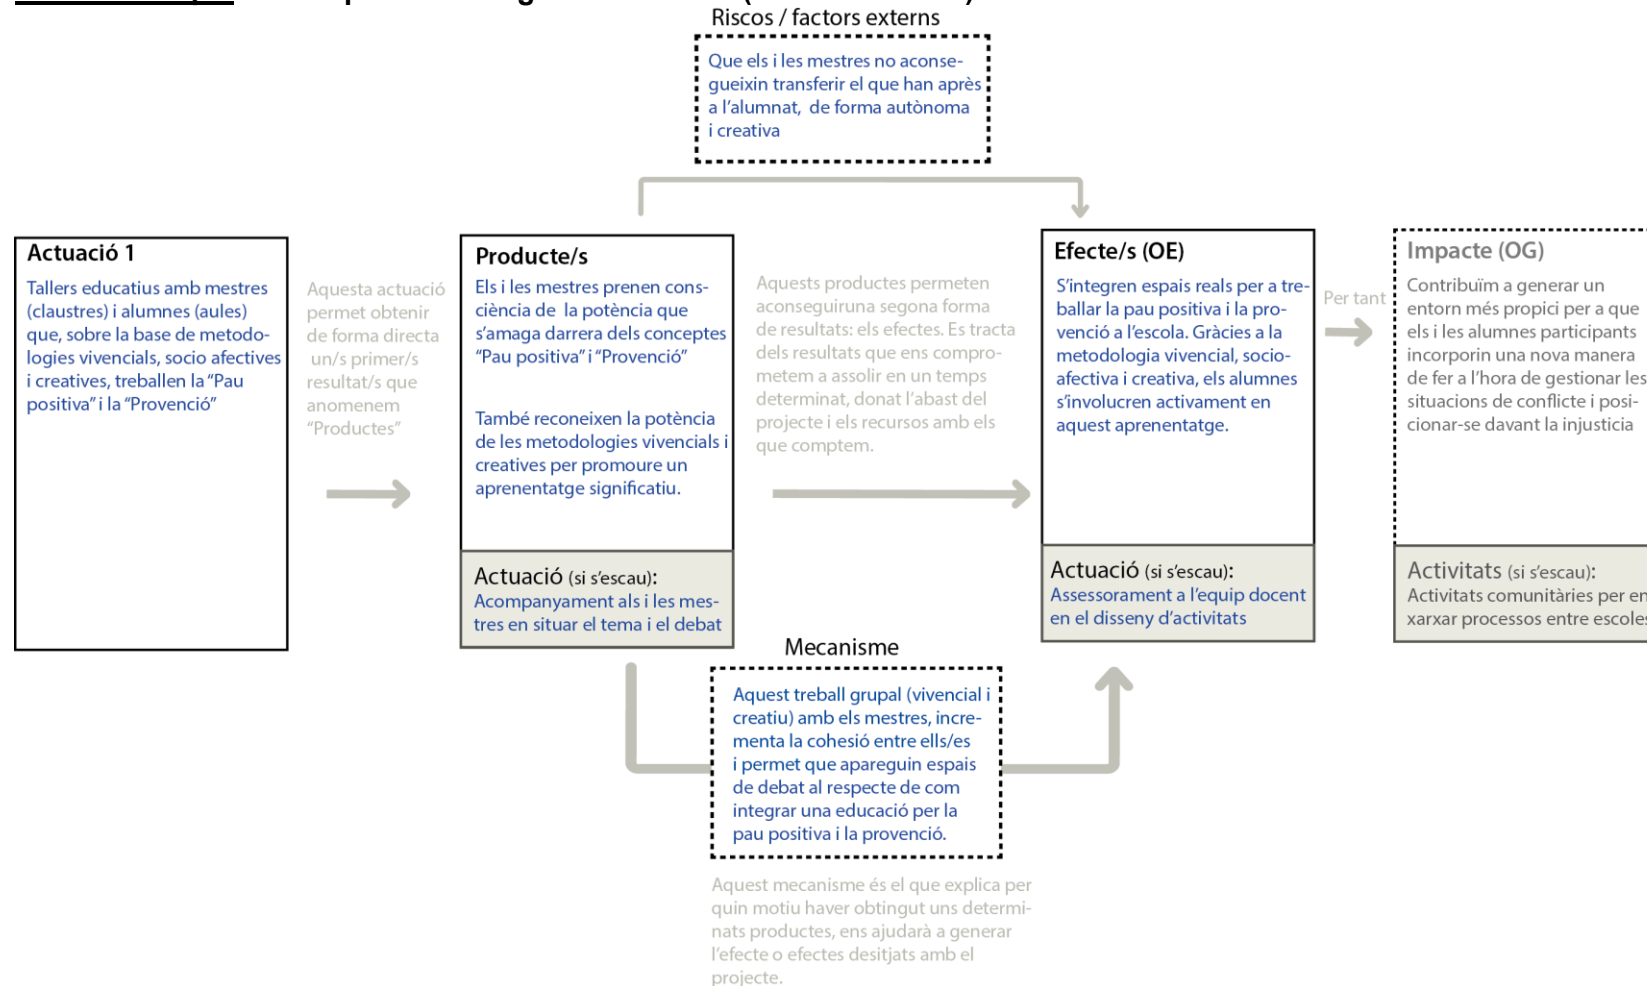 Riscos / factors externs
Que els i les mestres no aconse-
gueixin transferir el que han après
a l'alumnat, de forma autònoma
i creativa
Actuació 1
Tallers educatius amb mestres
(claustres) i alumnes (aules)
que, sobre la base de metodo-
logies vivencials, socio afectives
i creatives, treballen la "Pau
positiva" i la "Provenció"
Aquesta actuació
permet obtenir
de forma directa
un/s primer/s
resultat/s que
anomenem
"Productes"
Producte/s
Els i les mestres prenen cons-
ciència de la potència que
s'amaga darrera dels conceptes
"Pau positiva" i "Provenció"
També reconeixen la potència
de les metodologies vivencials i
creatives per promoure un
aprenentatge significatiu.
Actuació (si s'escau):
Acompanyament als i les mes-
tres en situar el tema i el debat
Aquests productes permeten
aconseguiruna segona forma
de resultats: els efectes. Es tracta
dels resultats que ens compro-
metem a assolir en un temps
determinat, donat l'abast del
projecte i els recursos amb els
que comptem.
Efecte/s (OE)
S'integren espais reals per a tre-
ballar la pau positiva i la pro-
venció a l'escola. Gràcies a la
metodologia vivencial, socio-
afectiva i creativa, els alumnes
s'involucren activament en
aquest aprenentatge.
Actuació (si s'escau):
Assessorament a l'equip docent
en el disseny d'activitats
Per tant
Impacte (OG)
Contribuïm a generar un
entorn més propici per a que
els i les alumnes participants
incorporin una nova manera
de fer a l'hora de gestionar les
situacions de conflicte i posi-
cionar-se davant la injusticia
Activitats (si s'escau):
Activitats comunitàries per en
xarxar processos entre escoles
Mecanisme
Aquest treball grupal (vivencial i
creatiu) amb els mestres, incre-
menta la cohesió entre ells/es
i permet que apareguin espais
de debat al respecte de com
integrar una educació per la
pau positiva i la provenció.
Aquest mecanisme és el que explica per
quin motiu haver obtingut uns determi-
nats productes, ens ajudarà a generar
l'efecte o efectes desitjats amb el
projecte.